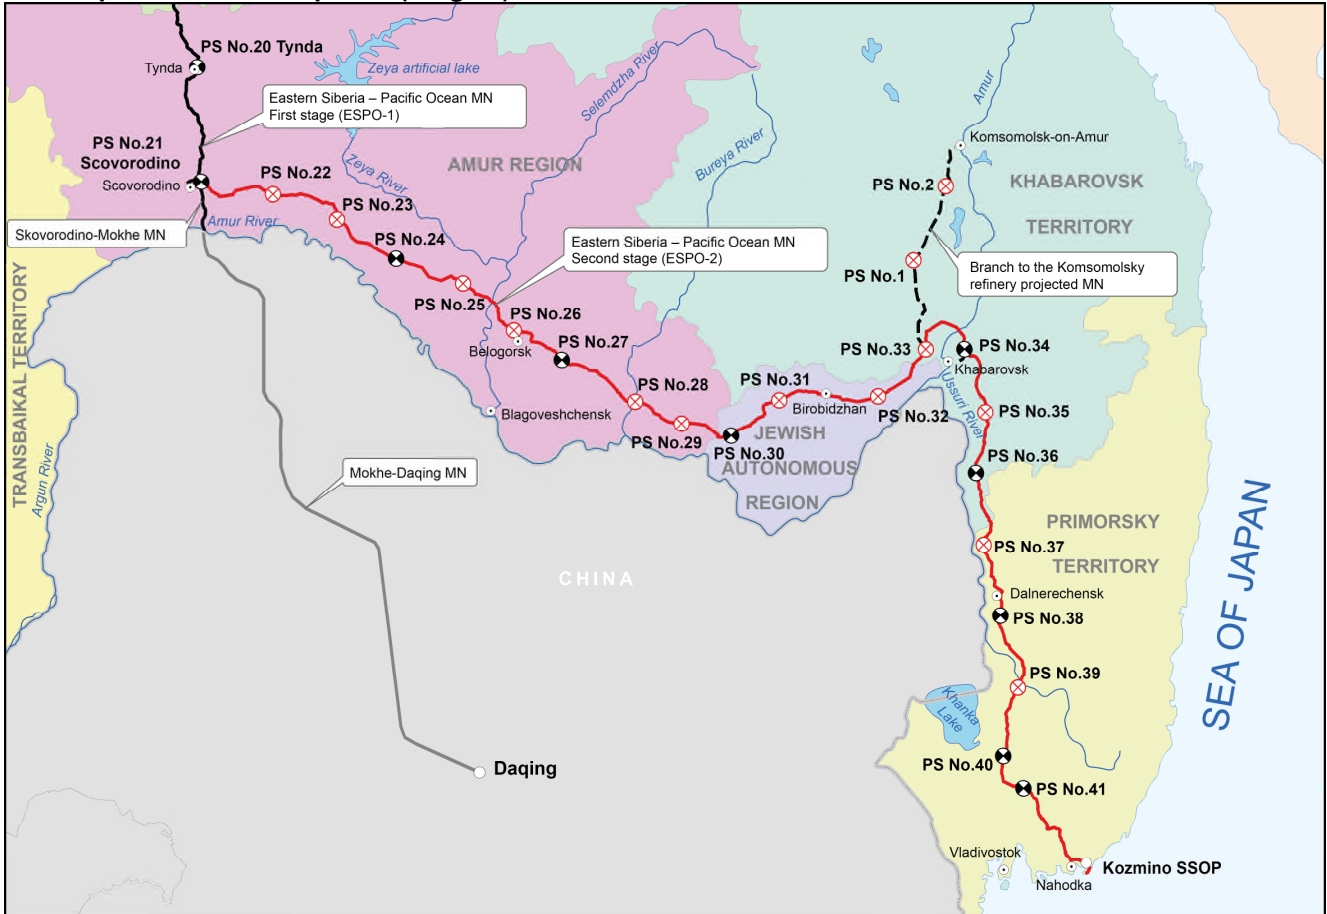 PS No.20 Tynda
Tynda
Zeya artificial lake
Selemdzha River
Amur
Eastern Siberia – Pacific Ocean MN
First stage (ESPO-1)
Komsomolsk-on-Amur
PS No.21
Scovorodino
Scovorodino
PS No.22
Zeya River
AMUR REGION
Bureya River
PS No.2
KHABAROVSK
TERRITORY
PS No.23
Amur River
Skovorodino-Mokhe MN
PS No.24
Eastern Siberia – Pacific Ocean MN
Second stage (ESPO-2)
PS No.1
Branch to the Komsomolsky
refinery projected MN
PS No.25
PS No.26
Belogorsk
PS No.27
PS No.33
PS No.34
Khabarovsk
Ussuri River
TRANSBAIKAL TERRITORY
Argun River
PS No.28
PS No.31
Birobidzhan
PS No.32
PS No.35
Blagoveshchensk
PS No.29
PS No.30
JEWISH
AUTONOMOUS
REGION
PS No.36
Mokhe-Daqing MN
PRIMORSKY
TERRITORY
PS No.37
CHINA
Dalnerechensk
PS No.38
SEA OF JAPAN
PS No.39
Khanka
Lake
PS No.40
Daqing
PS No.41
Vladivostok
Nahodka
Kozmino SSOP